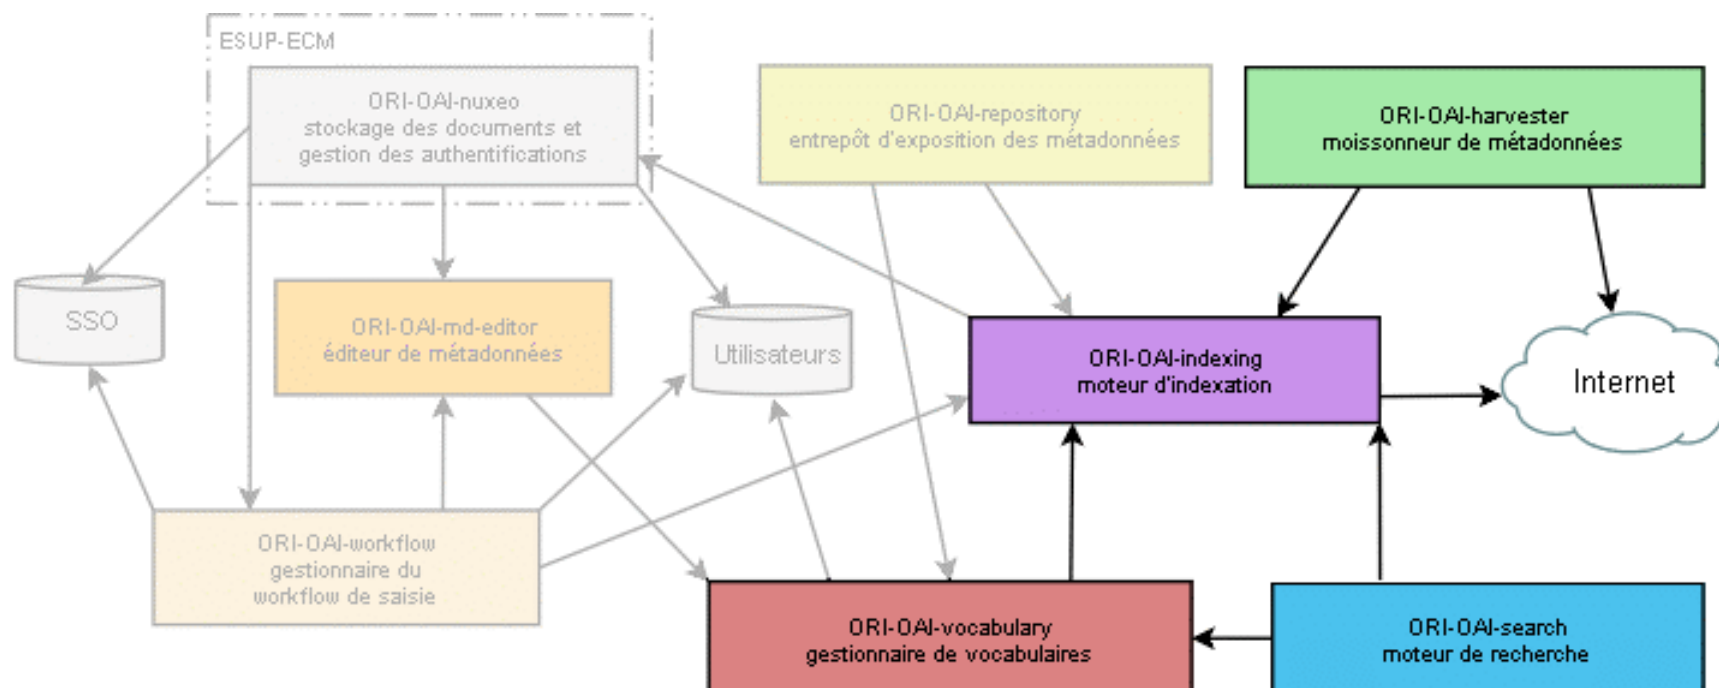 ESUP-ECM
ORI-OAI-nuxeo
stockage des documents et
gestion des authentifications
ORI-OAI-repository
entrepôt d'exposition des métadonnées
ORI-OAI-harvester
moissonneur de métadonnées
SSO
ORI-OAI-md-editor
éditeur de métadonnées
Utilisateurs
ORI-OAI-indexing
moteur d'indexation
Internet
ORI-OAI-workflow
gestionnaire du
workflow de saisie
ORI-OAI-vocabulary
gestionnaire de vocabulaires
ORI-OAI-search
moteur de recherche